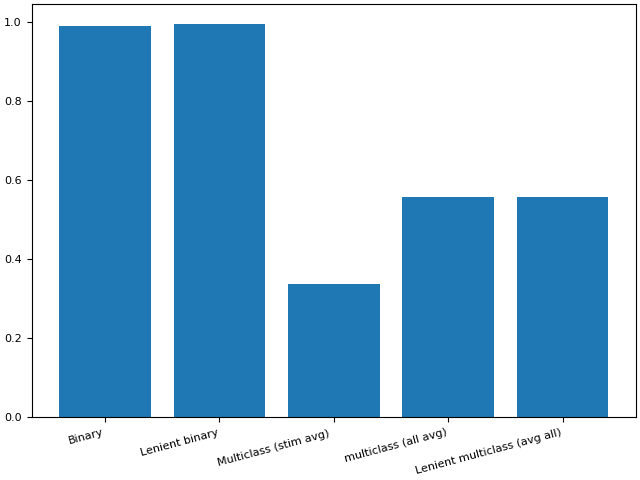 1.0
0.8
0.6
0.4
0.2
0.0
Binary
Lenient binary
Multiclass (stim avg)
multiclass (all avg)
Lenient multiclass (avg all)